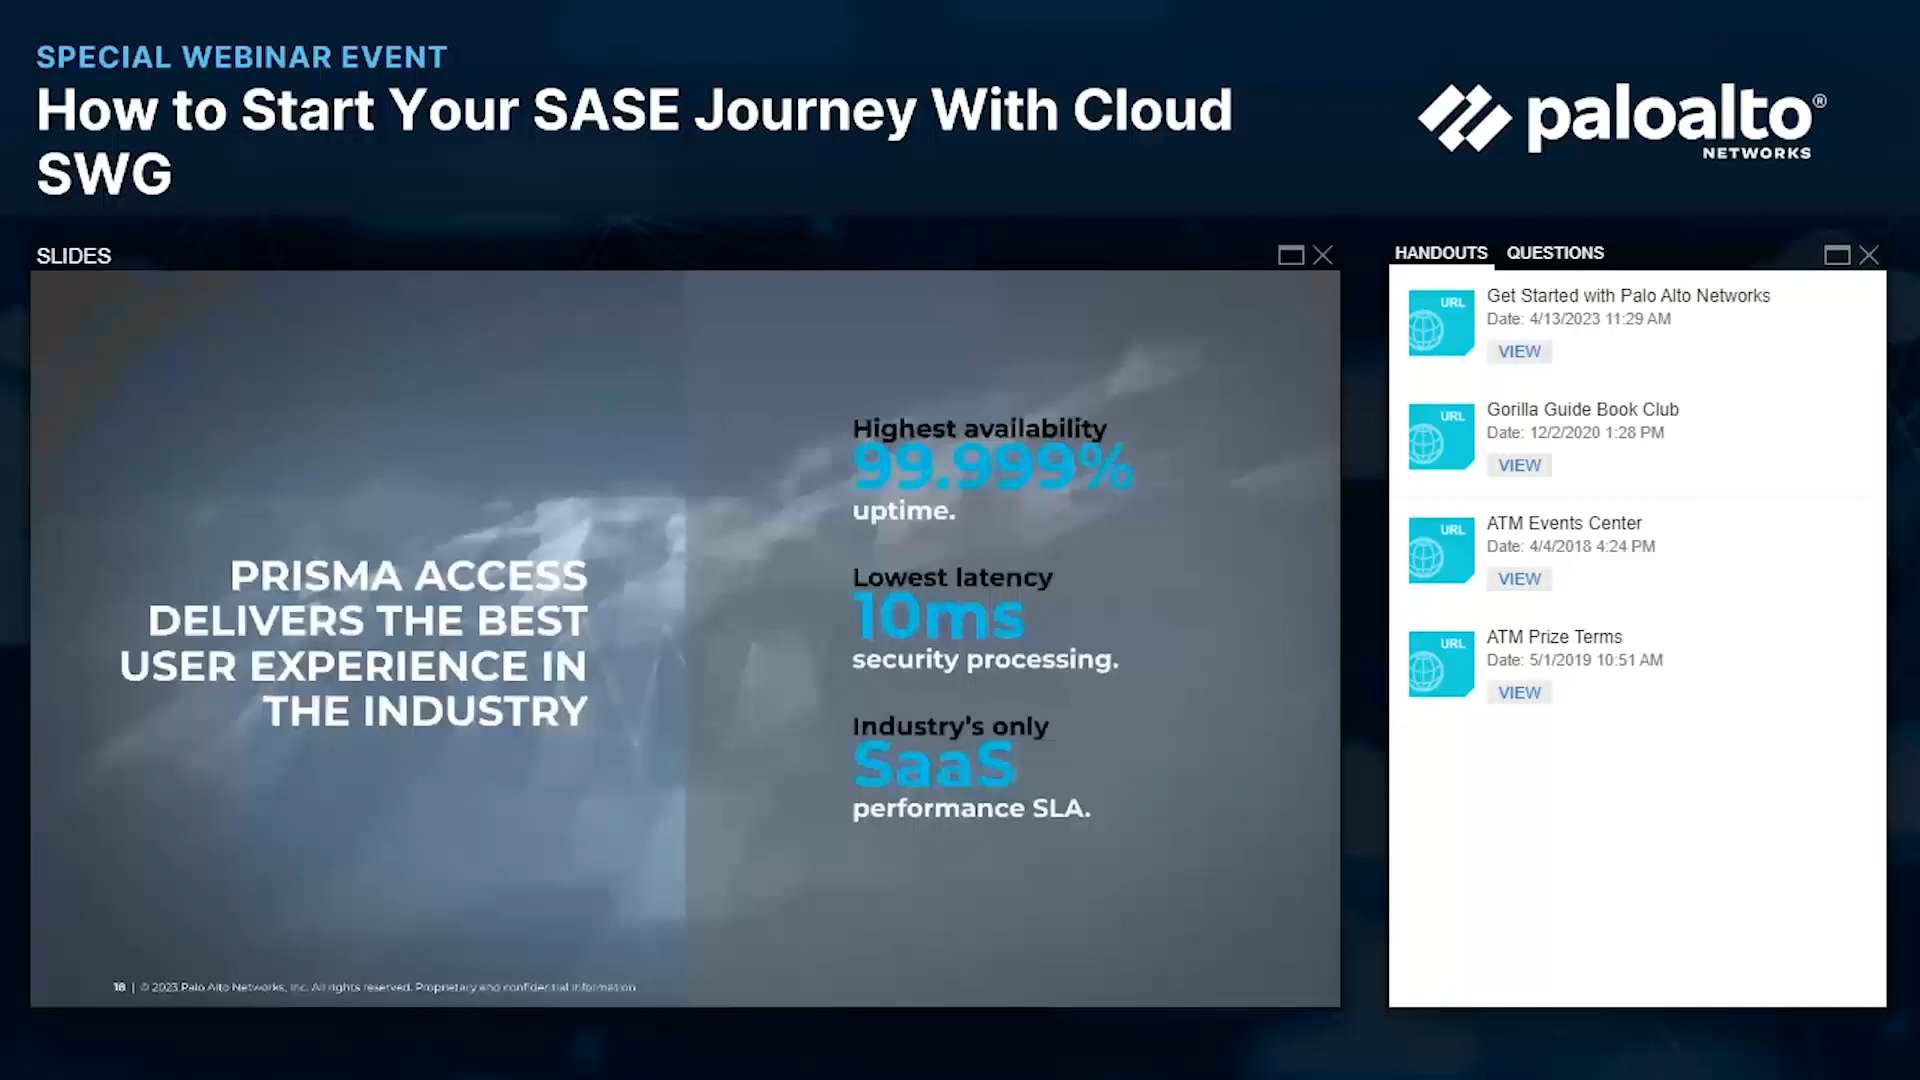 SPECIAL WEBINAR EVENT
How to Start Your SASE Journey With Cloud
SWG
paloalto®
NETWORKS
SLIDES
PRISMA ACCESS
DELIVERS THE BEST
USER EXPERIENCE IN
THE INDUSTRY
Highest availability
99.999%
uptime.
Lowest latency
10ms
security processing.
Industry's only
SaaS
performance SLA.
18 | © 2023 Palo Alto Networks, Inc. All rights reserved. Proprietary and confidential information.
HANDOUTS QUESTIONS
URL
Get Started with Palo Alto Networks
Date: 4/13/2023 11:29 AM
VIEW
URL
Gorilla Guide Book Club
Date: 12/2/2020 1:28 PM
VIEW
URL
ATM Events Center
Date: 4/4/2018 4:24 PM
VIEW
URL
ATM Prize Terms
Date: 5/1/2019 10:51 AM
VIEW